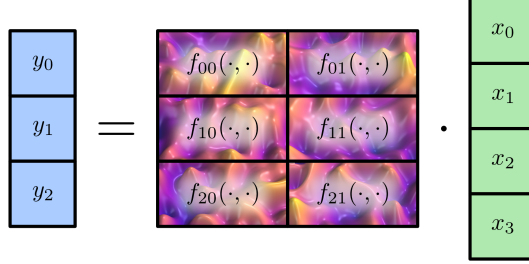 x₀
y₀ f₀₀(·,·) f₀₁(·,·)
x₁
y₁ = f₁₀(·,·) f₁₁(·,·) ·
x₂
y₂ f₂₀(·,·) f₂₁(·,·)
x₃